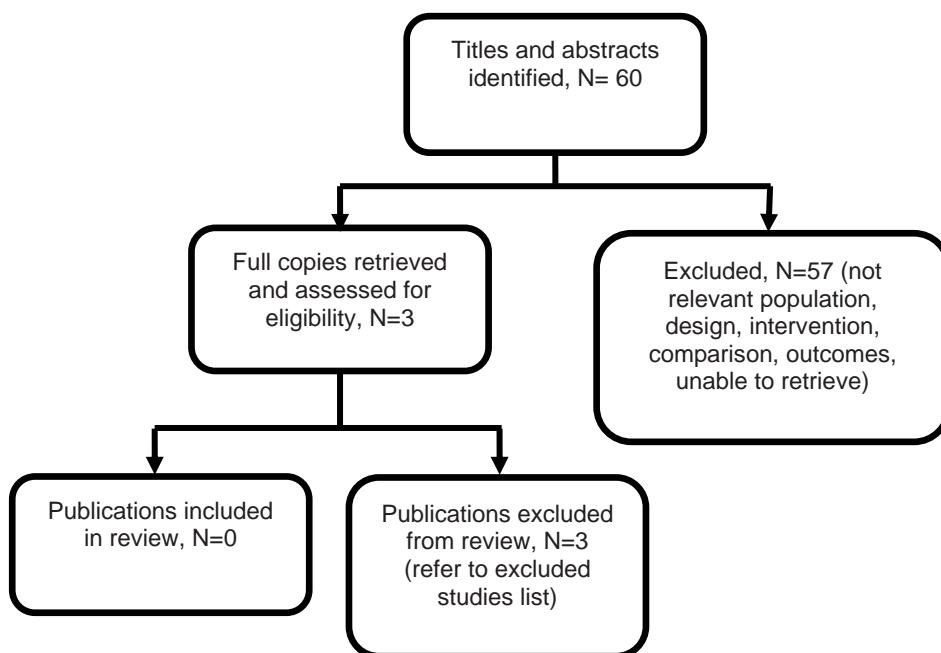 Titles and abstracts
identified, N= 60
Full copies retrieved
and assessed for
eligibility, N=3
Excluded, N=57 (not
relevant population,
design, intervention,
comparison, outcomes,
unable to retrieve)
Publications included
in review, N=0
Publications excluded
from review, N=3
(refer to excluded
studies list)